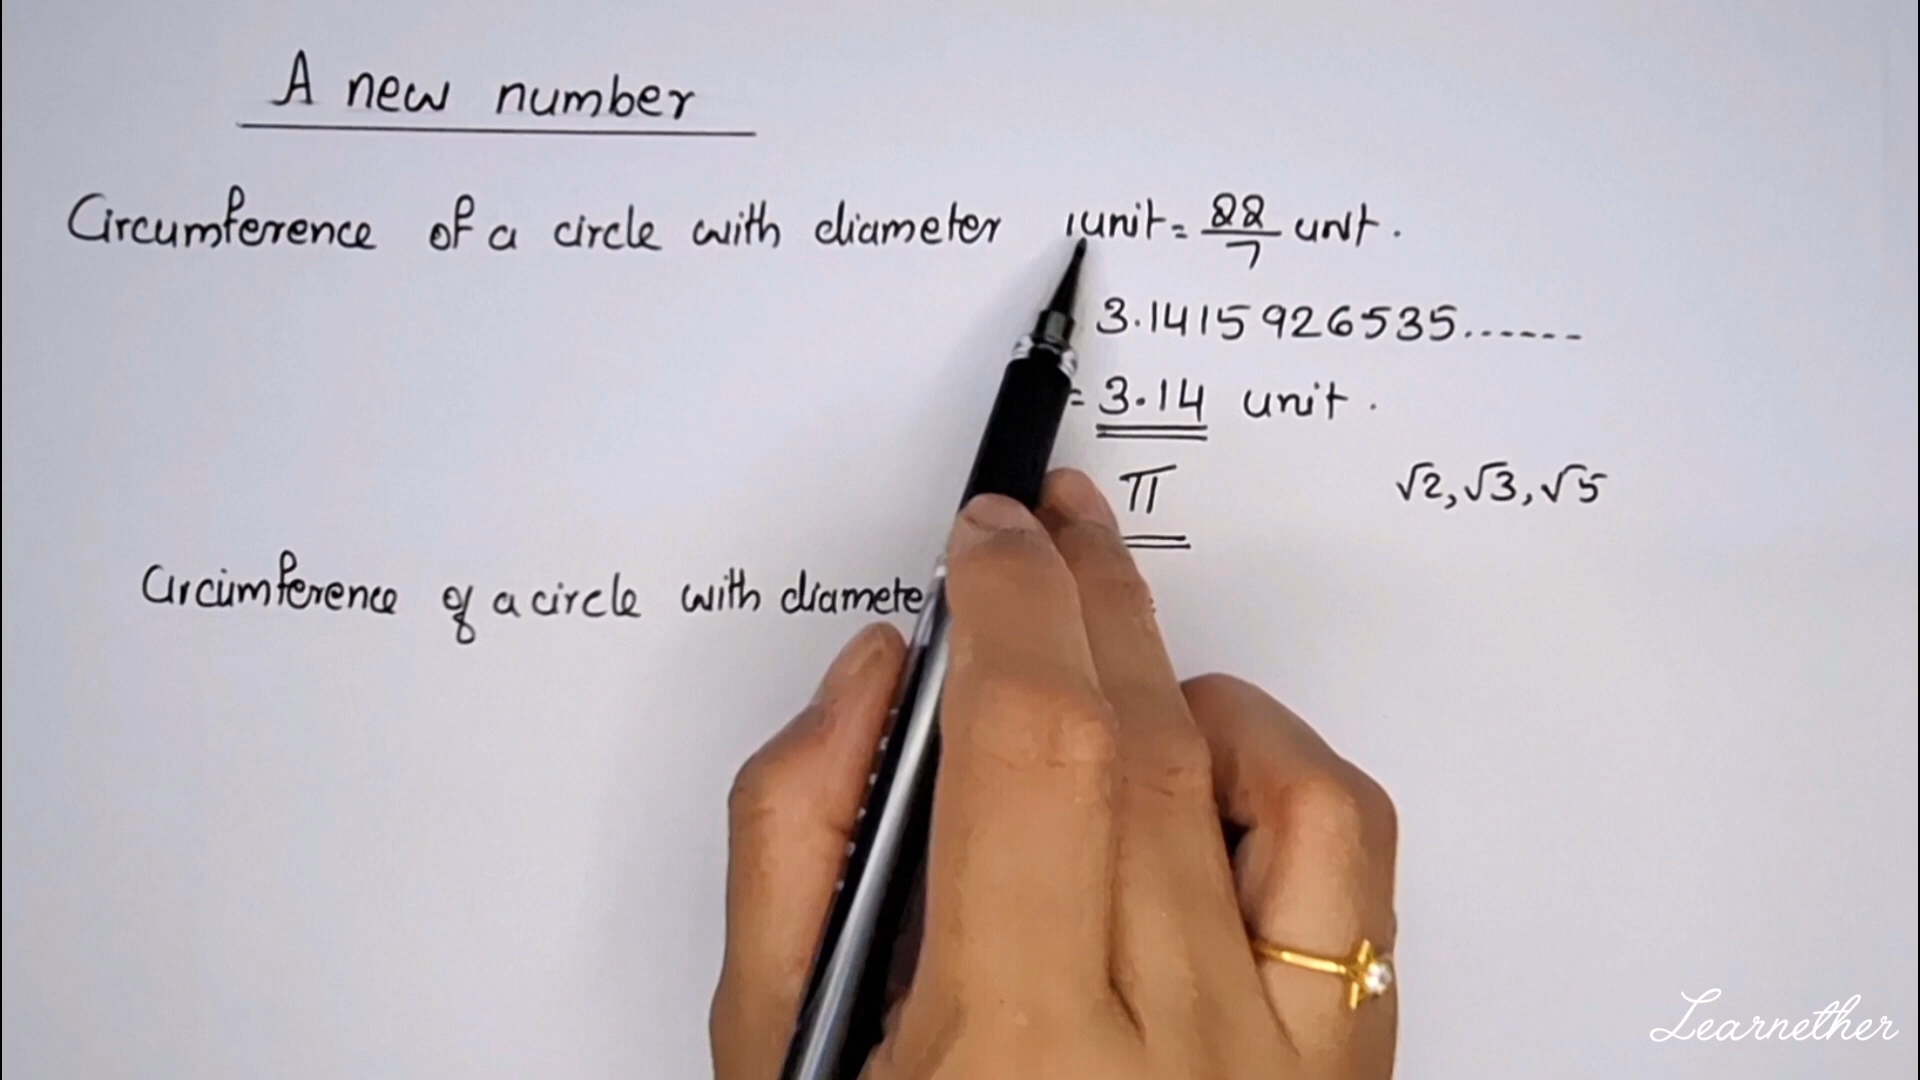 A new number
Circumference of a circle with diameter 1unit = 22/7 unit.
3.1415926535......
= 3.14 unit.
π √2, √3, √5
Circumference of a circle with diamete
Learnether